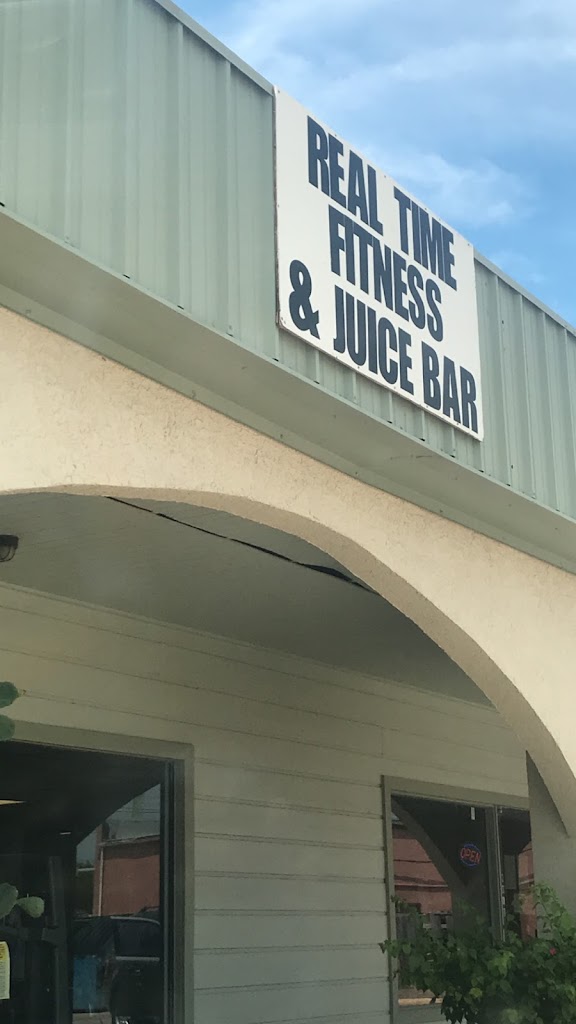 REAL TIME
FITNESS
& JUICE BAR
OPEN